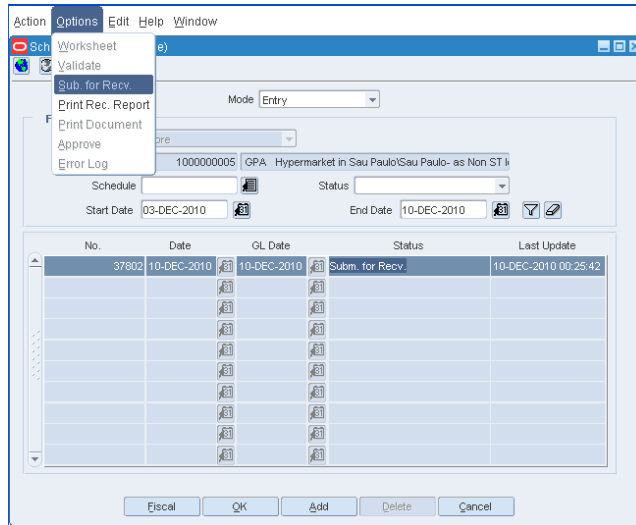 Action Options Edit Help Window
Sch e)
Worksheet
Validate
Sub. for Recv.
Print Rec. Report
Print Document
Approve
Error Log
Mode Entry
F
ore
1000000005 GPA Hypermarket in Sau Paulo\Sau Paulo- as Non ST l
Schedule Status
Start Date 03-DEC-2010 End Date 10-DEC-2010
No. Date GL Date Status Last Update
37802 10-DEC-2010 10-DEC-2010 Subm. for Recv. 10-DEC-2010 00:25:42
Fiscal OK Add Delete Cancel